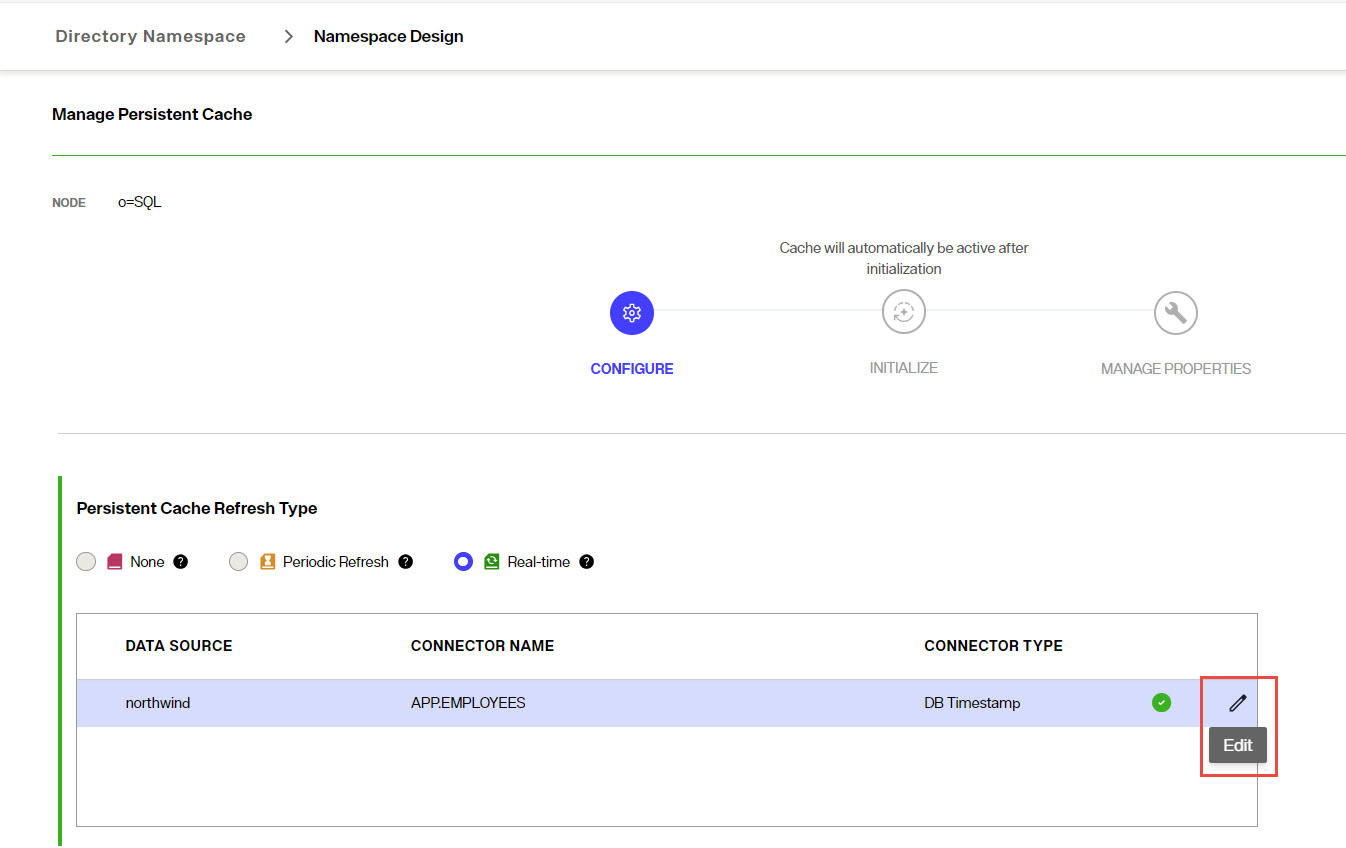 Directory Namespace > Namespace Design
Manage Persistent Cache
NODE o=SQL
Cache will automatically be active after
initialization
CONFIGURE INITIALIZE MANAGE PROPERTIES
Persistent Cache Refresh Type
None ? Periodic Refresh ? Real-time ?
DATA SOURCE CONNECTOR NAME CONNECTOR TYPE
northwind APP.EMPLOYEES DB Timestamp
Edit